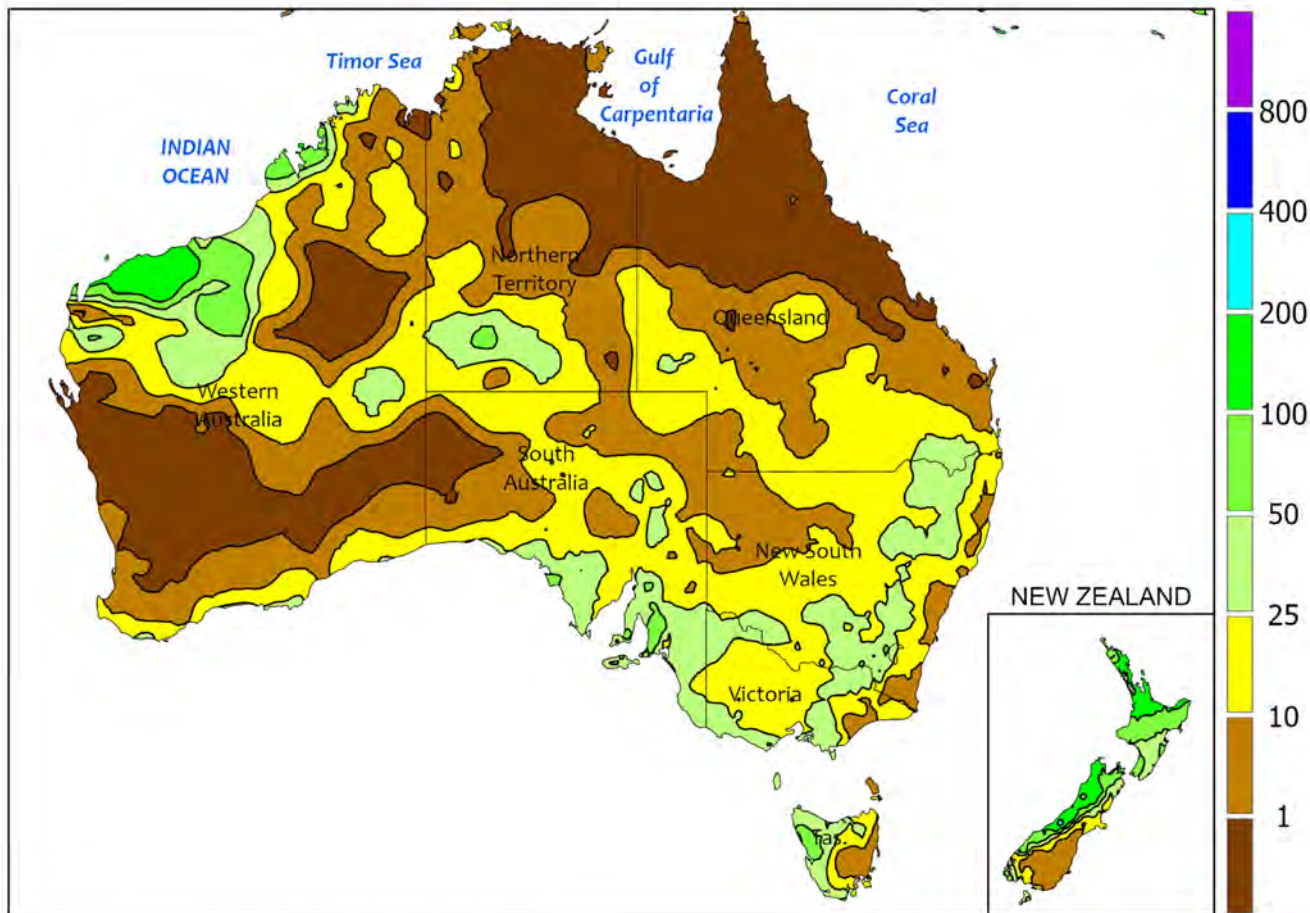 Timor Sea
Gulf
of
Carpentaria
Coral
Sea
INDIAN
OCEAN
Northern
Territory
Queensland
Western
Australia
South
Australia
New South
Wales
Victoria
Tas.
NEW ZEALAND
800
400
200
100
50
25
10
1